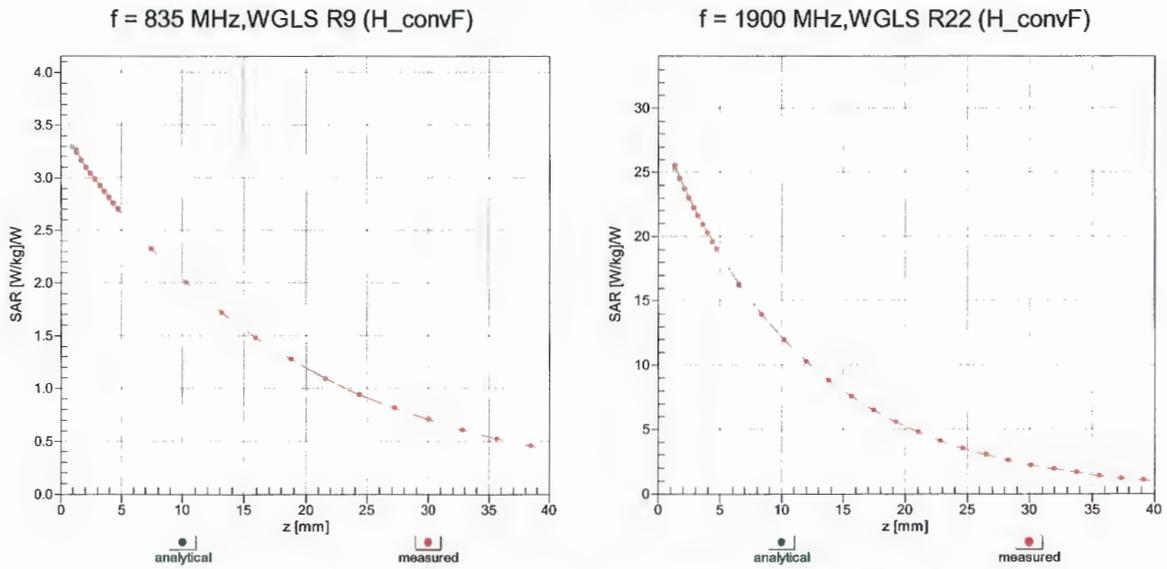 f = 835 MHz,WGLS R9 (H_convF)
f = 1900 MHz,WGLS R22 (H_convF)
4.0
3.5
3.0
2.5
2.0
1.5
1.0
0.5
0.0
SAR [W/kg]/W
0 5 10 15 20 25 30 35 40
z [mm]
analytical
measured
30
25
20
15
10
5
0
SAR [W/kg]/W
0 5 10 15 20 25 30 35 40
z [mm]
analytical
measured